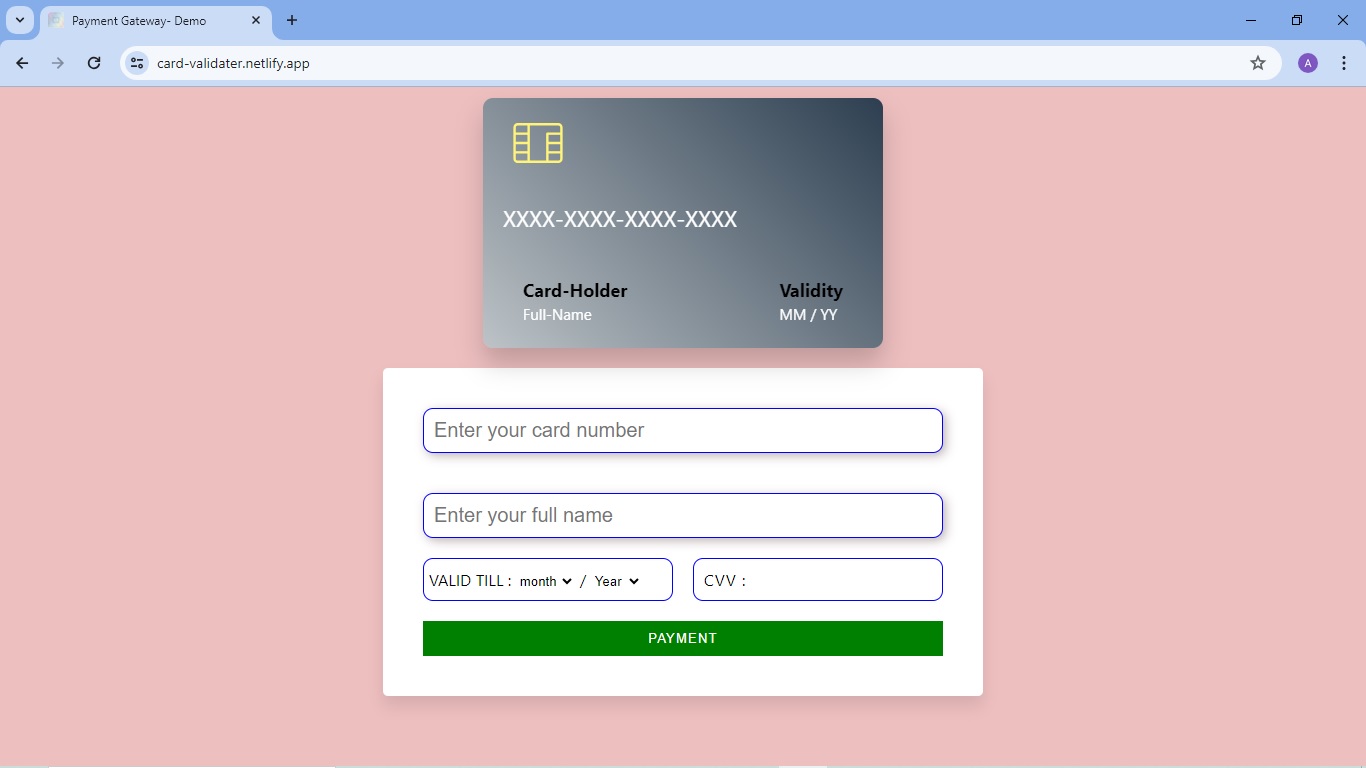 Payment Gateway- Demo
card-validater.netlify.app
A
XXXX-XXXX-XXXX-XXXX
Card-Holder Validity
Full-Name MM / YY
Enter your card number
Enter your full name
VALID TILL : month / Year CVV :
PAYMENT